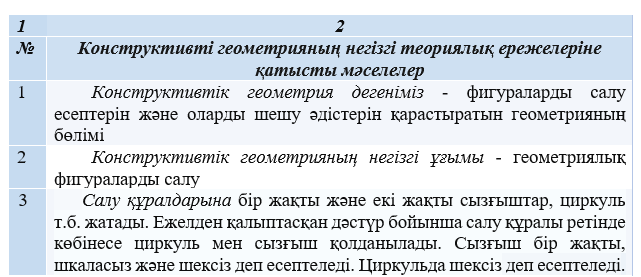 1 2
№ Конструктивті геометрияның негізгі теориялық ережелеріне
қатысты мәселелер
1 Конструктивтік геометрия дегеніміз - фигураларды салу
есептерін және оларды шешу әдістерін қарастыратын геометрияның
бөлімі
2 Конструктивтік геометрияның негізгі ұғымы - геометриялық
фигураларды салу
3 Салу құралдарына бір жақты және екі жақты сызғыштар, циркуль
т.б. жатады. Ежелден қалыптасқан дәстүр бойынша салу құралы ретінде
көбінесе циркуль мен сызғыш қолданылады. Сызғыш бір жақты,
шкаласыз және шексіз деп есептеледі. Циркульда шексіз деп есептеледі.